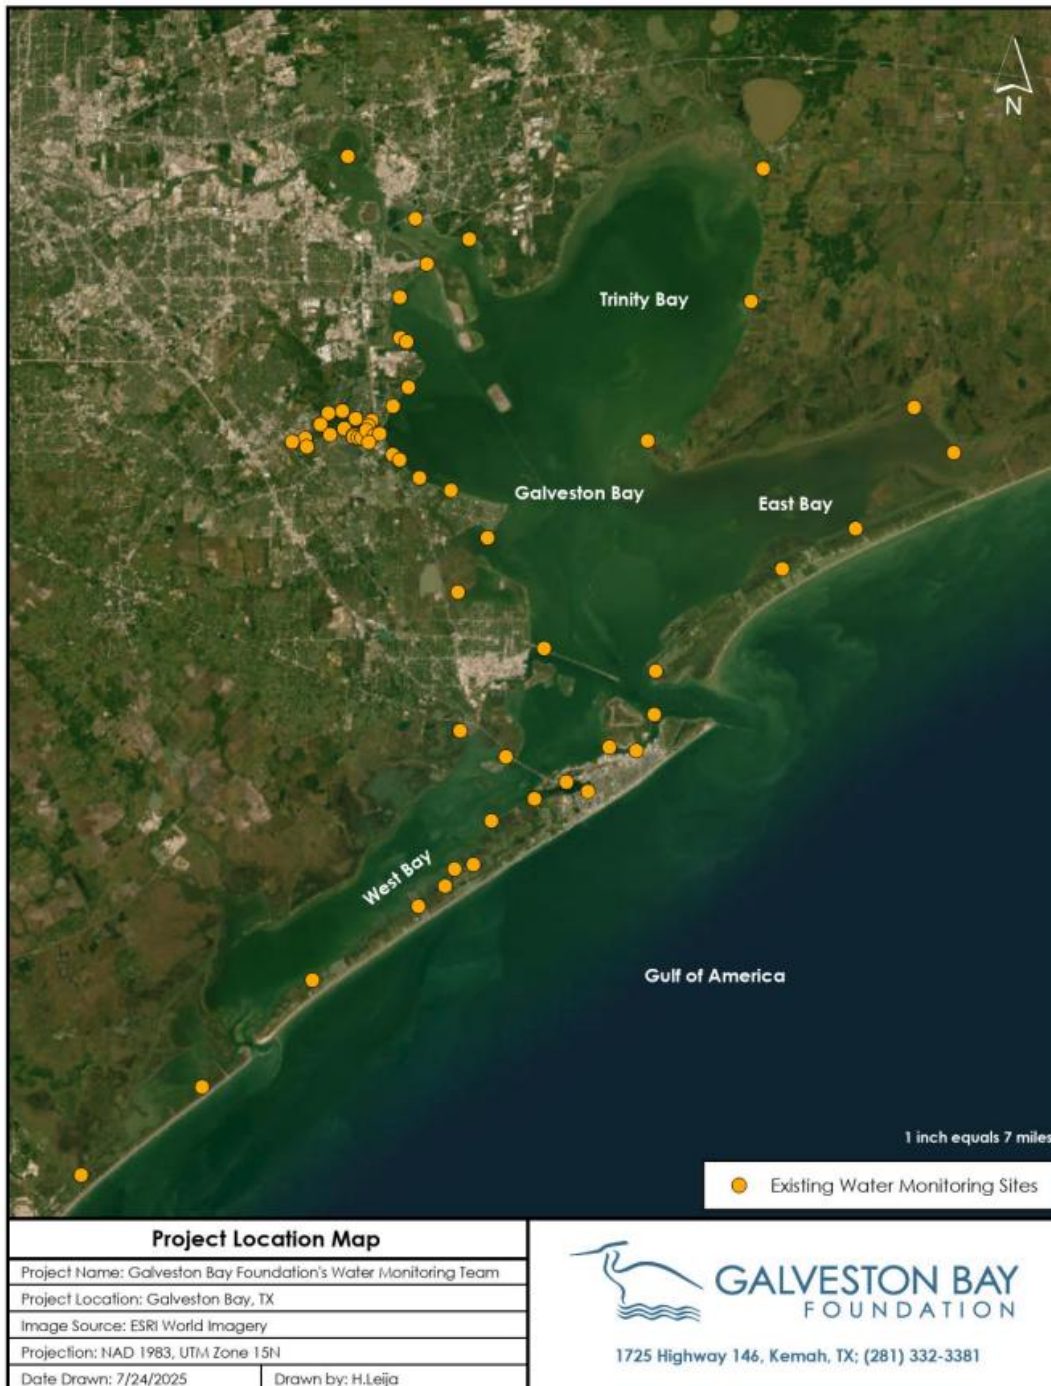 N
Trinity Bay
Galveston Bay
East Bay
West Bay
Gulf of America
1 inch equals 7 miles
Existing Water Monitoring Sites
Project Location Map
Project Name: Galveston Bay Foundation's Water Monitoring Team
Project Location: Galveston Bay, TX
Image Source: ESRI World Imagery
Projection: NAD 1983, UTM Zone 15N
Date Drawn: 7/24/2025
Drawn by: H.Leija
GALVESTON BAY
FOUNDATION
1725 Highway 146, Kemah, TX; (281) 332-3381